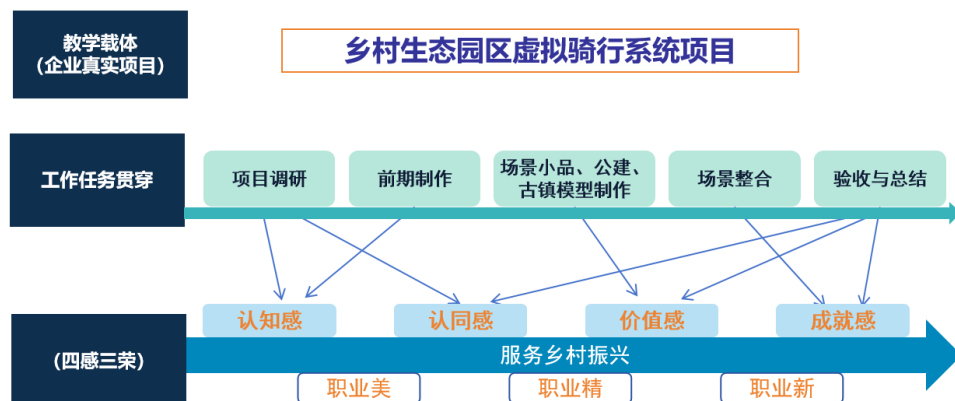 教学载体
（企业真实项目）
乡村生态园区虚拟骑行系统项目
工作任务贯穿
项目调研
前期制作
场景小品、公建、
古镇模型制作
场景整合
验收与总结
认知感
认同感
价值感
成就感
（四感三荣）
服务乡村振兴
职业美
职业精
职业新